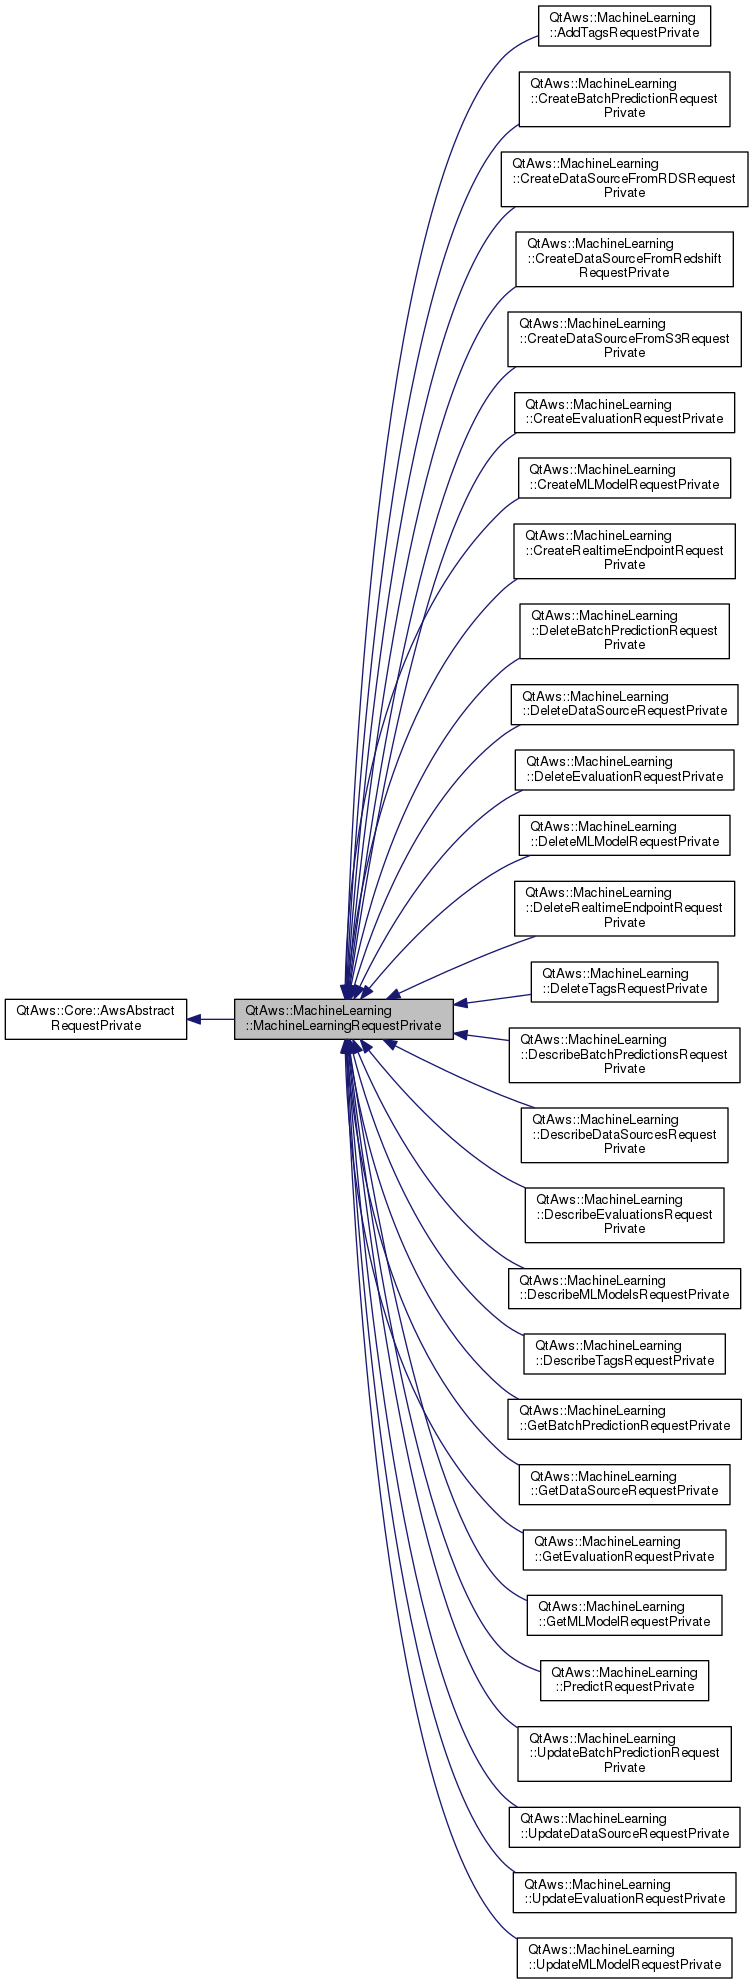 QtAws::MachineLearning
::AddTagsRequestPrivate
QtAws::MachineLearning
::CreateBatchPredictionRequest
Private
QtAws::MachineLearning
::CreateDataSourceFromRDSRequest
Private
QtAws::MachineLearning
::CreateDataSourceFromRedshift
RequestPrivate
QtAws::MachineLearning
::CreateDataSourceFromS3Request
Private
QtAws::MachineLearning
::CreateEvaluationRequestPrivate
QtAws::MachineLearning
::CreateMLModelRequestPrivate
QtAws::MachineLearning
::CreateRealtimeEndpointRequest
Private
QtAws::MachineLearning
::DeleteBatchPredictionRequest
Private
QtAws::MachineLearning
::DeleteDataSourceRequestPrivate
QtAws::MachineLearning
::DeleteEvaluationRequestPrivate
QtAws::MachineLearning
::DeleteMLModelRequestPrivate
QtAws::MachineLearning
::DeleteRealtimeEndpointRequest
Private
QtAws::MachineLearning
::DeleteTagsRequestPrivate
QtAws::Core::AwsAbstract
RequestPrivate
QtAws::MachineLearning
::MachineLearningRequestPrivate
QtAws::MachineLearning
::DescribeBatchPredictionsRequest
Private
QtAws::MachineLearning
::DescribeDataSourcesRequest
Private
QtAws::MachineLearning
::DescribeEvaluationsRequest
Private
QtAws::MachineLearning
::DescribeMLModelsRequestPrivate
QtAws::MachineLearning
::DescribeTagsRequestPrivate
QtAws::MachineLearning
::GetBatchPredictionRequestPrivate
QtAws::MachineLearning
::GetDataSourceRequestPrivate
QtAws::MachineLearning
::GetEvaluationRequestPrivate
QtAws::MachineLearning
::GetMLModelRequestPrivate
QtAws::MachineLearning
::PredictRequestPrivate
QtAws::MachineLearning
::UpdateBatchPredictionRequest
Private
QtAws::MachineLearning
::UpdateDataSourceRequestPrivate
QtAws::MachineLearning
::UpdateEvaluationRequestPrivate
QtAws::MachineLearning
::UpdateMLModelRequestPrivate